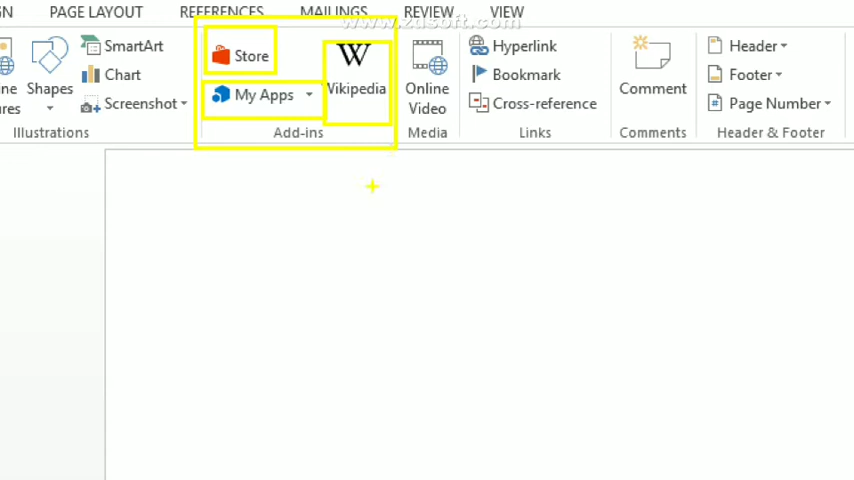 GN PAGE LAYOUT REFERENCES MAILINGS REVIEW VIEW
www.zdsoft.com
SmartArt
Chart
Screenshot
Shapes
Illustrations
Store
My Apps
Wikipedia
Add-ins
Online
Video
Media
Hyperlink
Bookmark
Cross-reference
Links
Comment
Comments
Header
Footer
Page Number
Header & Footer